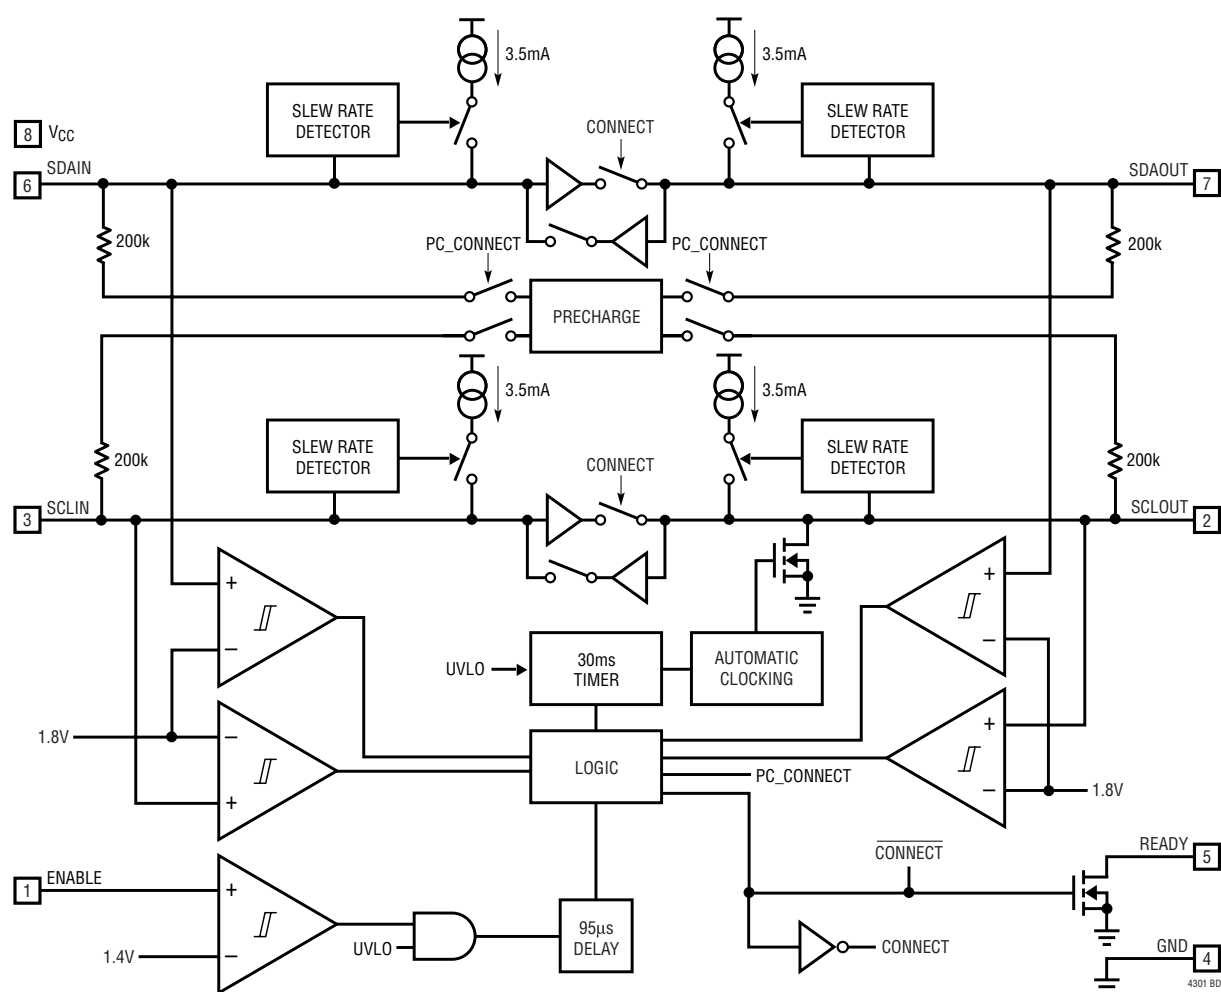 3.5mA
3.5mA
SLEW RATE
DETECTOR
SLEW RATE
DETECTOR
CONNECT
8 VCC
SDAIN
6
SDAOUT
7
200k
PC_CONNECT
PC_CONNECT
200k
PRECHARGE
3.5mA
3.5mA
SLEW RATE
DETECTOR
SLEW RATE
DETECTOR
200k
CONNECT
200k
SCLIN
3
SCLOUT
2
+
−
+
−
UVLO
30ms
TIMER
AUTOMATIC
CLOCKING
1.8V
−
+
LOGIC
+
−
PC_CONNECT
1.8V
CONNECT
READY
5
ENABLE
1
+
−
1.4V
UVLO
95µs
DELAY
CONNECT
GND
4
4301 BD